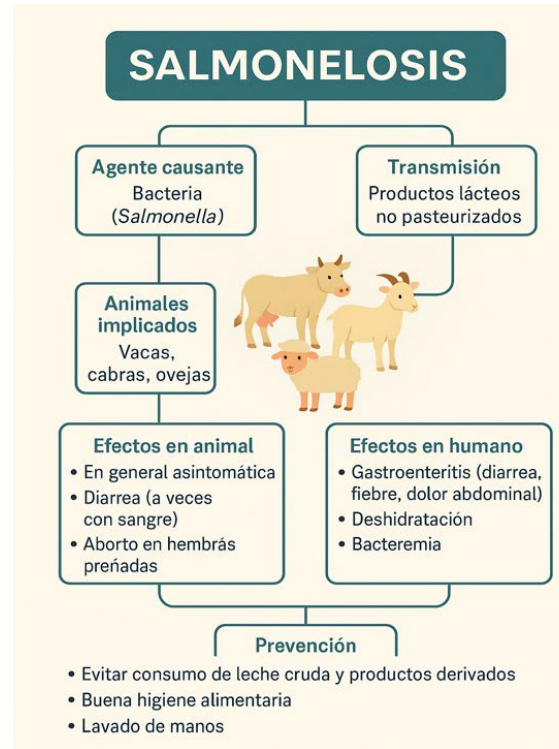 SALMONELOSIS
Agente causante
Bacteria
(Salmonella)
Transmisión
Productos lácteos
no pasteurizados
Animales
implicados
Vacas,
cabras, ovejas
Efectos en animal
• En general asintomática
• Diarrea (a veces
con sangre)
• Aborto en hembrás
preńadas
Efectos en humano
• Gastroenteritis (diarrea,
fiebre, dolor abdominal)
• Deshidratación
• Bacteremia
Prevención
• Evitar consumo de leche cruda y productos derivados
• Buena higiene alimentaria
• Lavado de manos